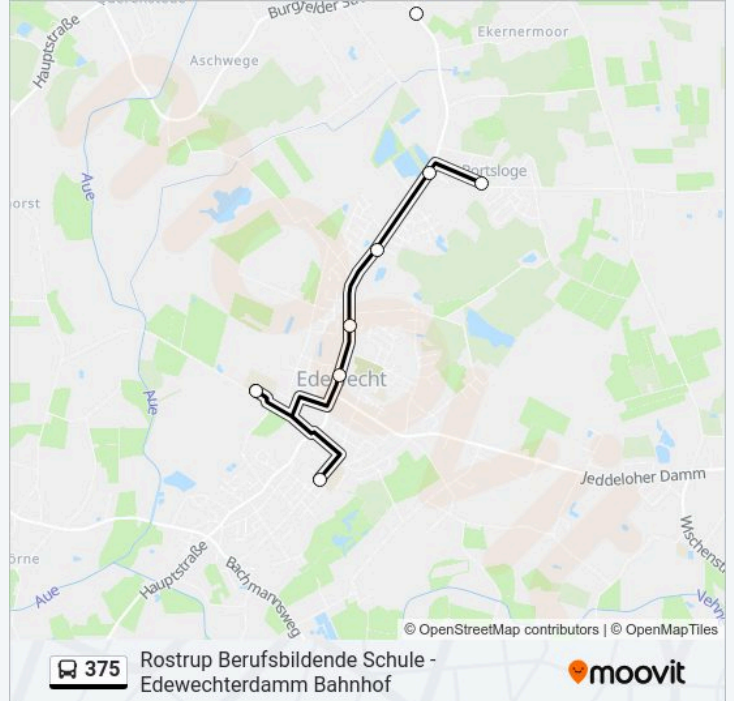 Burgfelder
Hauptstraße
Ekernermoor
Aschwege
Portsloge
Aue
Edewecht
Aue
Jeddeloher Damm
Hauptstraße
Bachmannsweg
Aue
© OpenStreetMap contributors | © OpenMapTiles
375
Rostrup Berufsbildende Schule -
Edewechterdamm Bahnhof
moovit